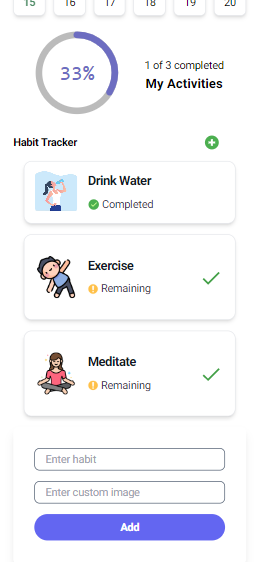 15 16 17 18 19 20
33%
1 of 3 completed
My Activities
Habit Tracker
Drink Water
Completed
Exercise
Remaining
Meditate
Remaining
Enter habit
Enter custom image
Add